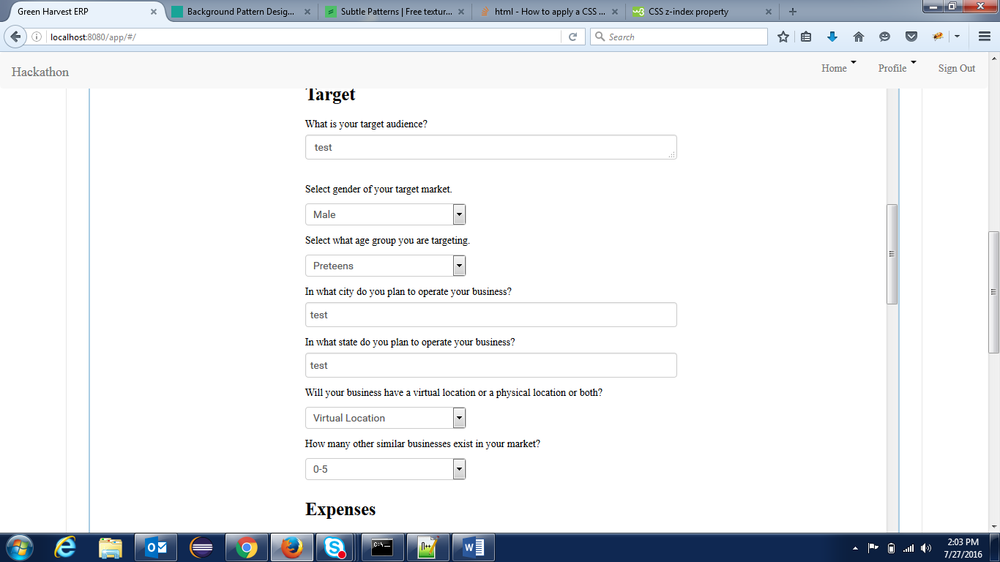 Green Harvest ERP
Background Pattern Desig...
Subtle Patterns | Free textur...
html - How to apply a CSS ...
CSS z-index property
localhost:8080/app/#/
Search
Hackathon
Home
Profile
Sign Out
Target
What is your target audience?
test
Select gender of your target market.
Male
Select what age group you are targeting.
Preteens
In what city do you plan to operate your business?
test
In what state do you plan to operate your business?
test
Will your business have a virtual location or a physical location or both?
Virtual Location
How many other similar businesses exist in your market?
0-5
Expenses
2:03 PM
7/27/2016